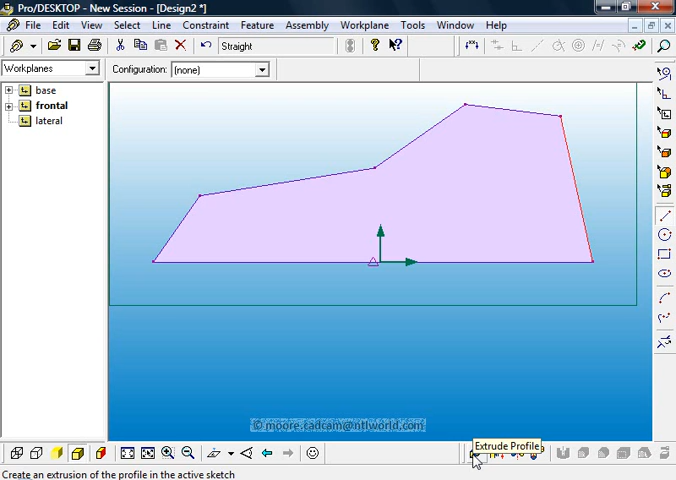 Pro/DESKTOP - New Session - [Design2 *]
File Edit View Select Line Constraint Feature Assembly Workplane Tools Window Help
Straight
Workplanes
Configuration: (none)
base
frontal
lateral
© moore.cadcam@ntlworld.com
Extrude Profile
Create an extrusion of the profile in the active sketch